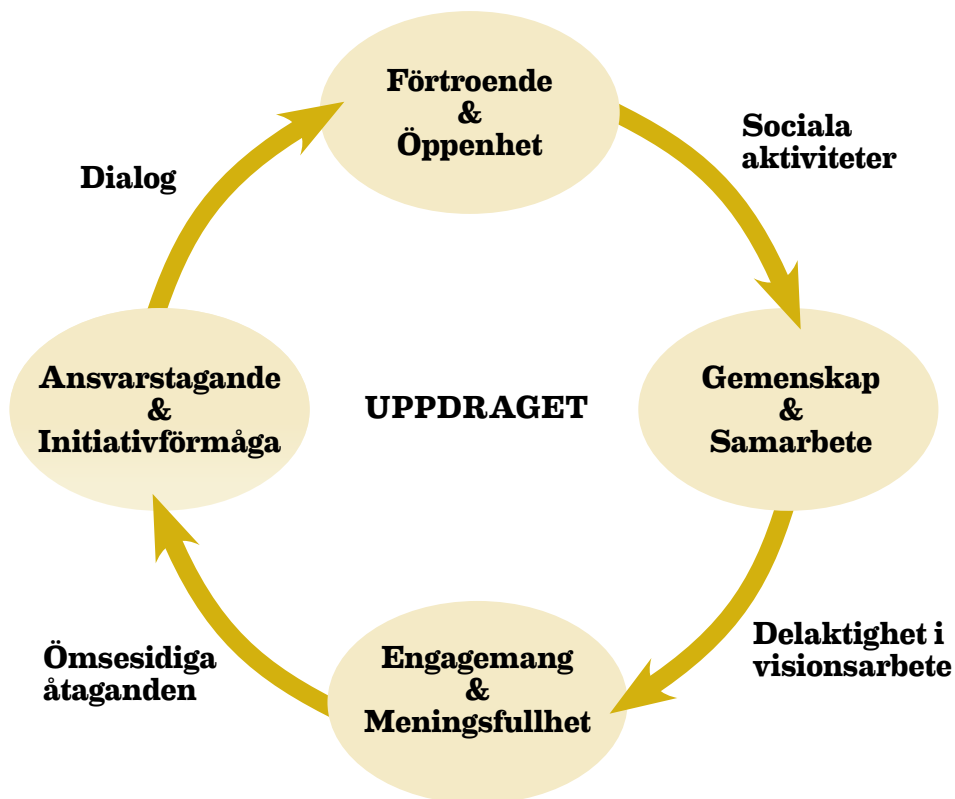 Förtroende
&
Öppenhet
Sociala
aktiviteter
Dialog
Ansvarstagande
&
Initiativförmåga
UPPDRAGET
Gemenskap
&
Samarbete
Ömsesidiga
åtaganden
Engagemang
&
Meningsfullhet
Delaktighet i
visionsarbete